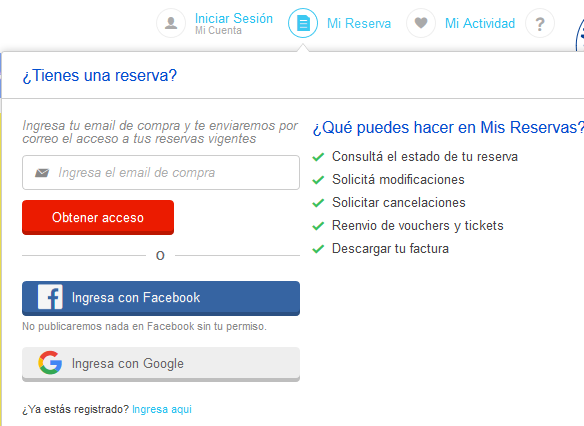 Iniciar Sesión
Mi Cuenta
Mi Reserva
Mi Actividad
?
¿Tienes una reserva?
Ingresa tu email de compra y te enviaremos por
correo el acceso a tus reservas vigentes
Ingresa el email de compra
Obtener acceso
O
Ingresa con Facebook
No publicaremos nada en Facebook sin tu permiso.
Ingresa con Google
¿Ya estás registrado? Ingresa aquí
¿Qué puedes hacer en Mis Reservas?
Consultá el estado de tu reserva
Solicitá modificaciones
Solicitar cancelaciones
Reenvio de vouchers y tickets
Descargar tu factura